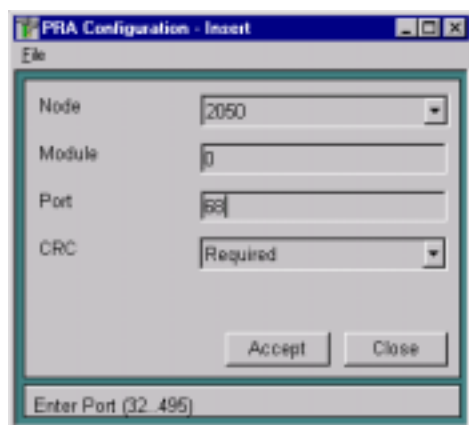 PRA Configuration - Insert
File
Node 2050
Module 0
Port 68
CRC Required
Accept Close
Enter Port (32..495)